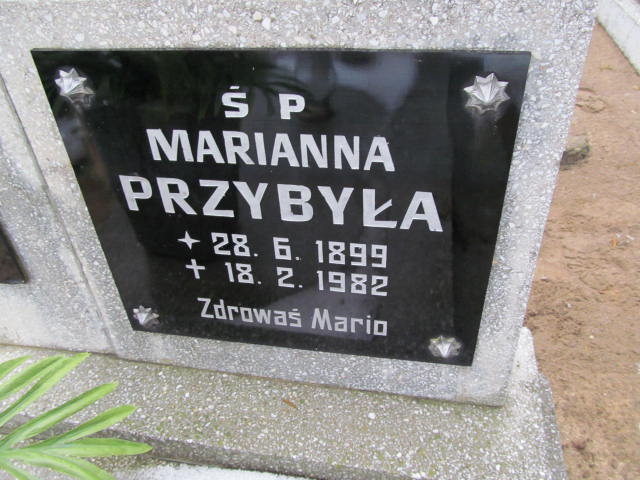 Ś P
MARIANNA
PRZYBYŁA
28. 6. 1899
18. 2. 1982
Zdrowaś Mario